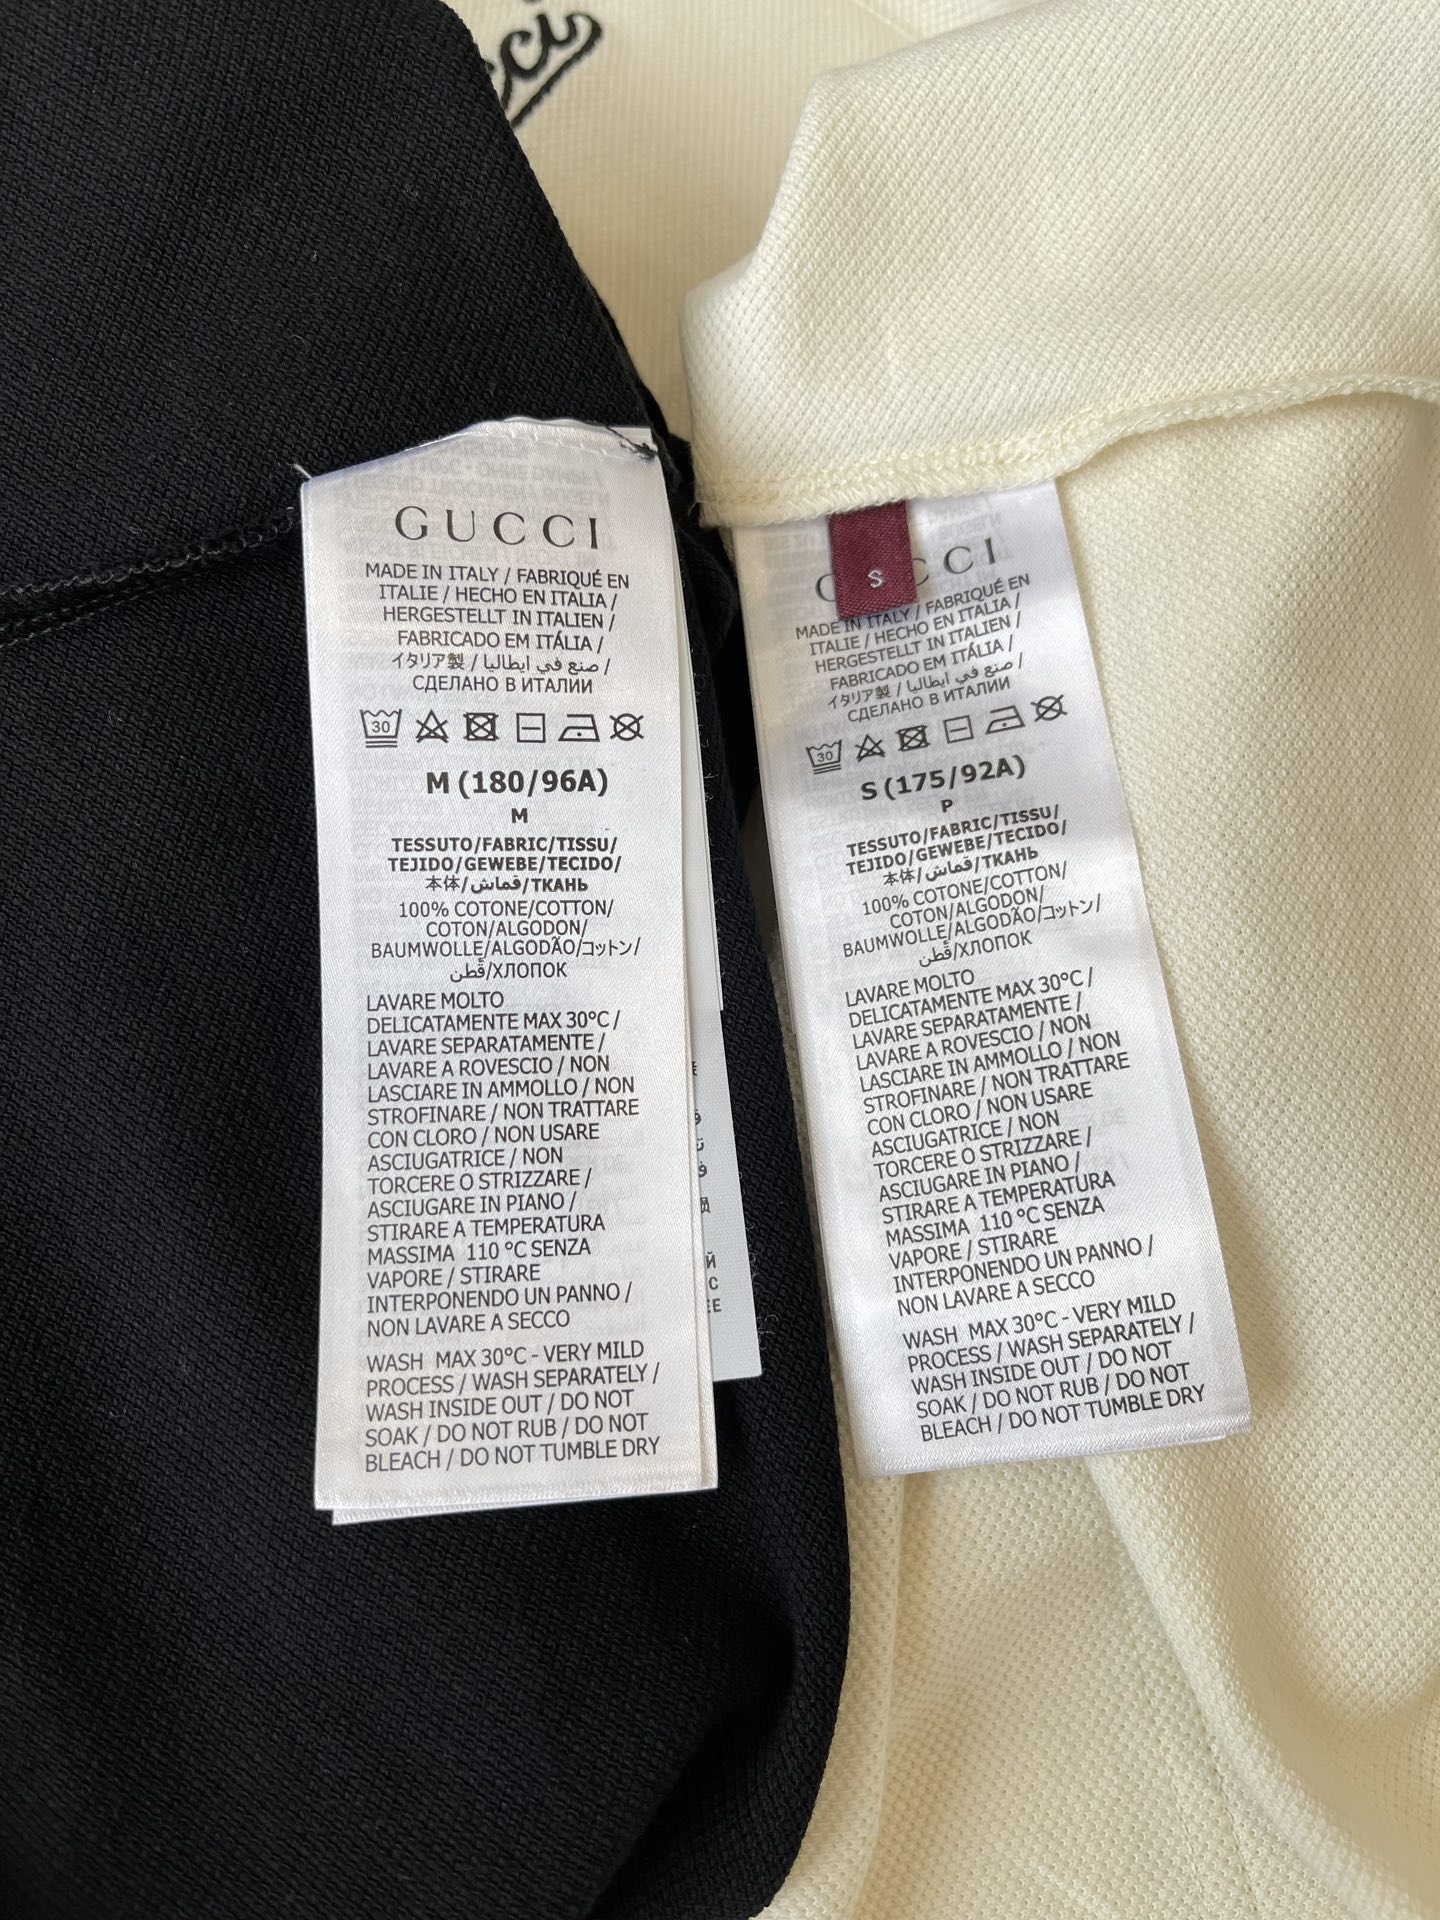 GUCCI
MADE IN ITALY / FABRIQUÉ EN
ITALIE / HECHO EN ITALIA /
HERGESTELLT IN ITALIEN /
FABRICADO EM ITÁLIA /
イタリア製 / صنع في ايطاليا /
СДЕЛАНО В ИТАЛИИ
30
M (180/96A)
M
TESSUTO/FABRIC/TISSU/
TEJIDO/GEWEBE/TECIDO/
本体/قماش/ТКАНЬ
100% COTONE/COTTON/
COTON/ALGODON/
BAUMWOLLE/ALGODÃO/コットン/
قُطن/ХЛОПОК
LAVARE MOLTO
DELICATAMENTE MAX 30°C /
LAVARE SEPARATAMENTE /
LAVARE A ROVESCIO / NON
LASCIARE IN AMMOLLO / NON
STROFINARE / NON TRATTARE
CON CLORO / NON USARE
ASCIUGATRICE / NON
TORCERE O STRIZZARE /
ASCIUGARE IN PIANO /
STIRARE A TEMPERATURA
MASSIMA 110 °C SENZA
VAPORE / STIRARE
INTERPONENDO UN PANNO /
NON LAVARE A SECCO
WASH MAX 30°C - VERY MILD
PROCESS / WASH SEPARATELY /
WASH INSIDE OUT / DO NOT
SOAK / DO NOT RUB / DO NOT
BLEACH / DO NOT TUMBLE DRY
S
G CCI
MADE IN ITALY / FABRIQUÉ EN
ITALIE / HECHO EN ITALIA /
HERGESTELLT IN ITALIEN /
FABRICADO EM ITÁLIA /
イタリア製 / صنع في ايطاليا /
СДЕЛАНО В ИТАЛИИ
30
S (175/92A)
P
TESSUTO/FABRIC/TISSU/
TEJIDO/GEWEBE/TECIDO/
本体/قماش/ТКАНЬ
100% COTONE/COTTON/
COTON/ALGODON/
BAUMWOLLE/ALGODÃO/コットン/
قُطن/ХЛОПОК
LAVARE MOLTO
DELICATAMENTE MAX 30°C /
LAVARE SEPARATAMENTE /
LAVARE A ROVESCIO / NON
LASCIARE IN AMMOLLO / NON
STROFINARE / NON TRATTARE
CON CLORO / NON USARE
ASCIUGATRICE / NON
TORCERE O STRIZZARE /
ASCIUGARE IN PIANO /
STIRARE A TEMPERATURA
MASSIMA 110 °C SENZA
VAPORE / STIRARE
INTERPONENDO UN PANNO /
NON LAVARE A SECCO
WASH MAX 30°C - VERY MILD
PROCESS / WASH SEPARATELY /
WASH INSIDE OUT / DO NOT
SOAK / DO NOT RUB / DO NOT
BLEACH / DO NOT TUMBLE DRY